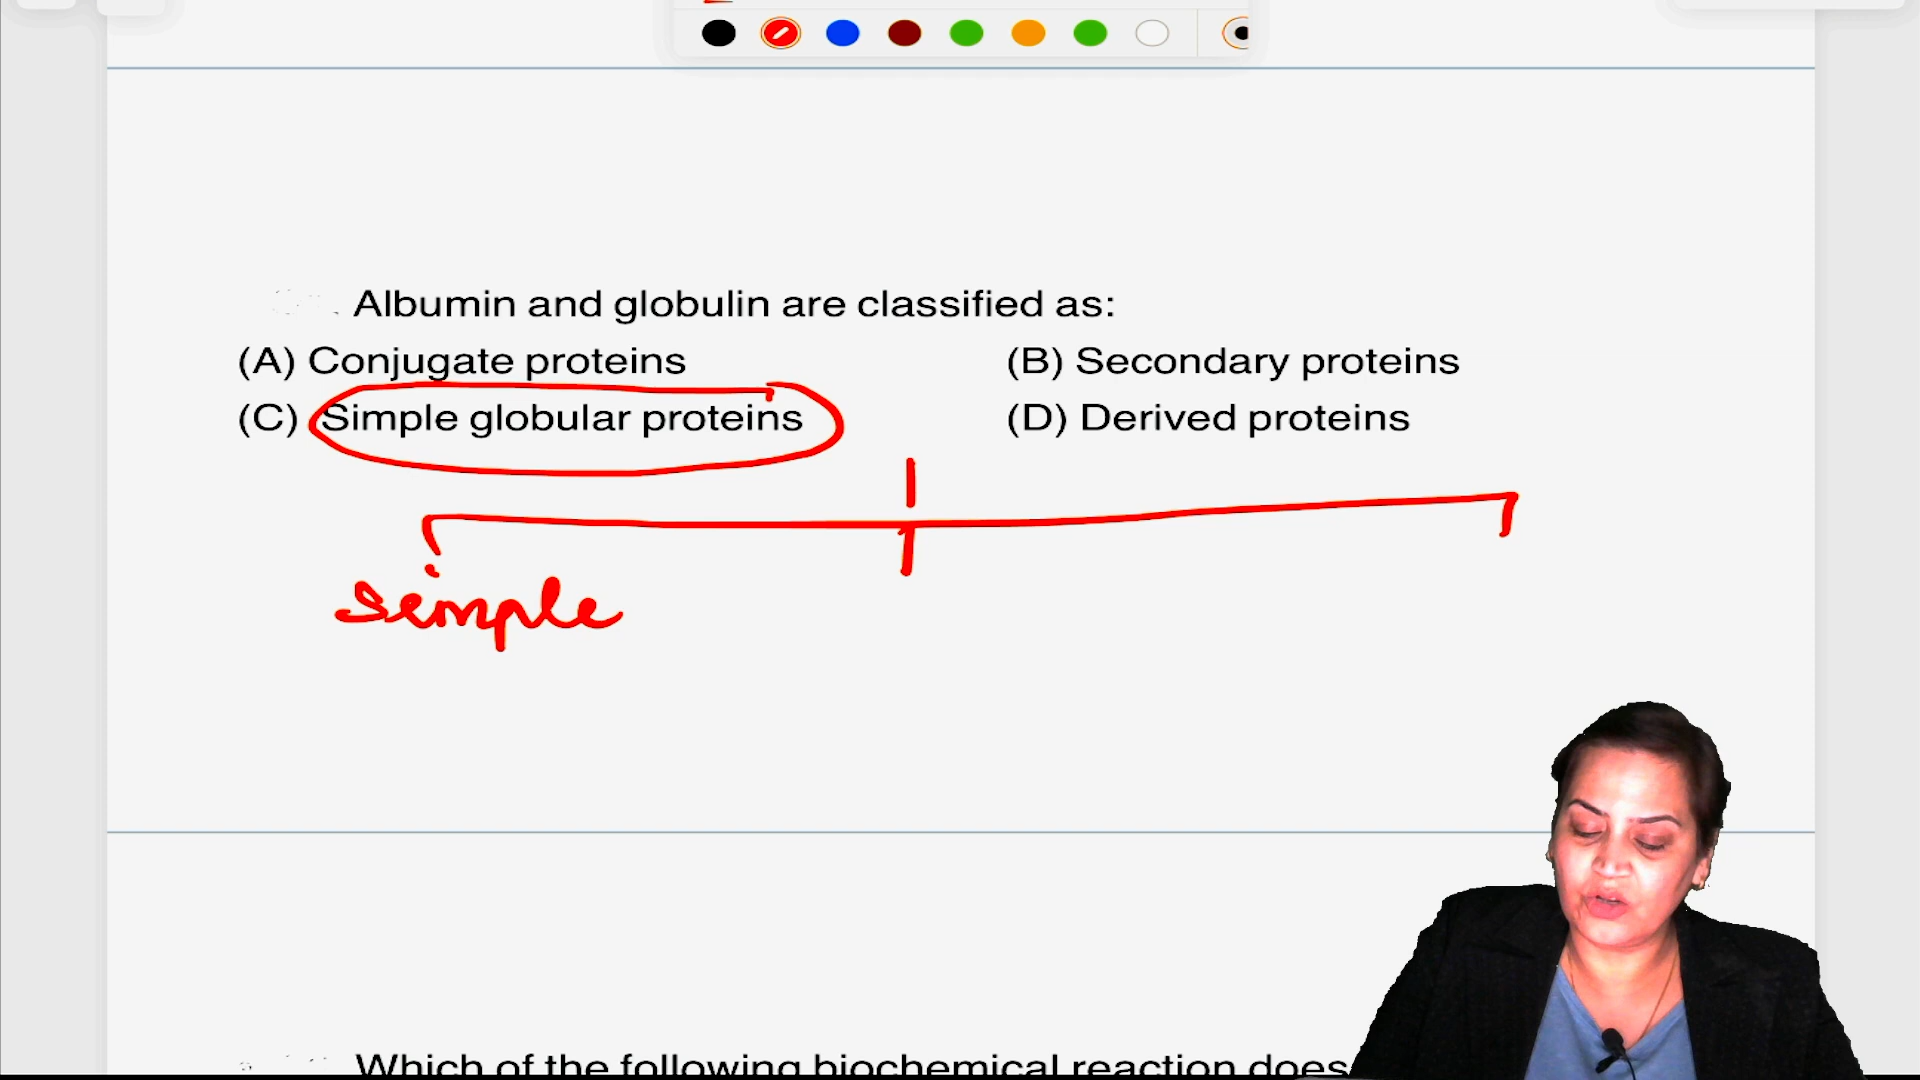 Albumin and globulin are classified as:
(A) Conjugate proteins (B) Secondary proteins
(C) Simple globular proteins (D) Derived proteins
Simple
Which of the following biochemical reaction does